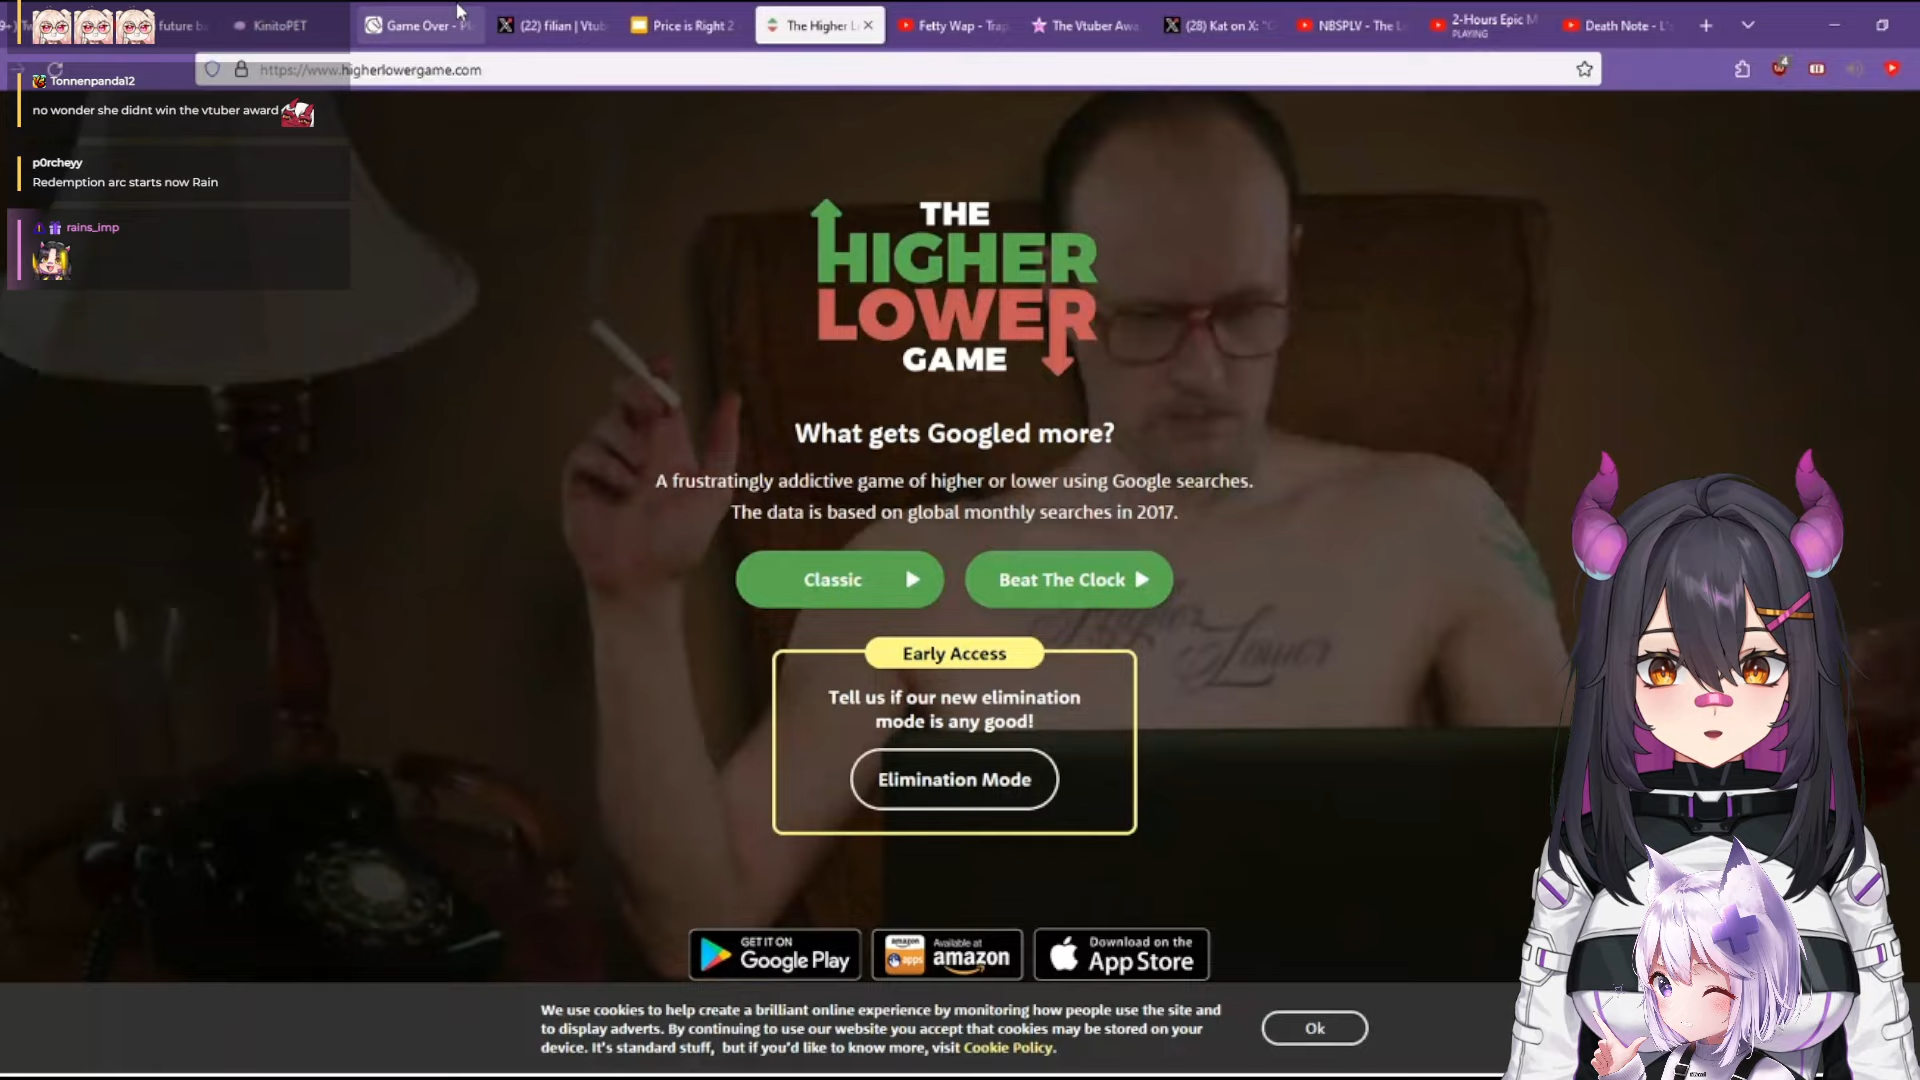 future b
KinitoPET
Game Over - Pl
(22) filian | Vtub
Price is Right 2
The Higher L
Fetty Wap - Trap
The Vtuber Awa
(28) Kat on X: "
NBSPLV - The L
2-Hours Epic M
PLAYING
Death Note - L's
https://www.higherlowergame.com
4
Tonnenpanda12
no wonder she didnt win the vtuber award
p0rcheyy
Redemption arc starts now Rain
rains_imp
THE
HIGHER
LOWER
GAME
What gets Googled more?
A frustratingly addictive game of higher or lower using Google searches.
The data is based on global monthly searches in 2017.
Classic
Beat The Clock
Higher
Lower
Early Access
Tell us if our new elimination
mode is any good!
Elimination Mode
GET IT ON
Google Play
amazon
apps
Available at
amazon
Download on the
App Store
We use cookies to help create a brilliant online experience by monitoring how people use the site and
to display adverts. By continuing to use our website you accept that cookies may be stored on your
device. It's standard stuff, but if you'd like to know more, visit Cookie Policy.
Ok